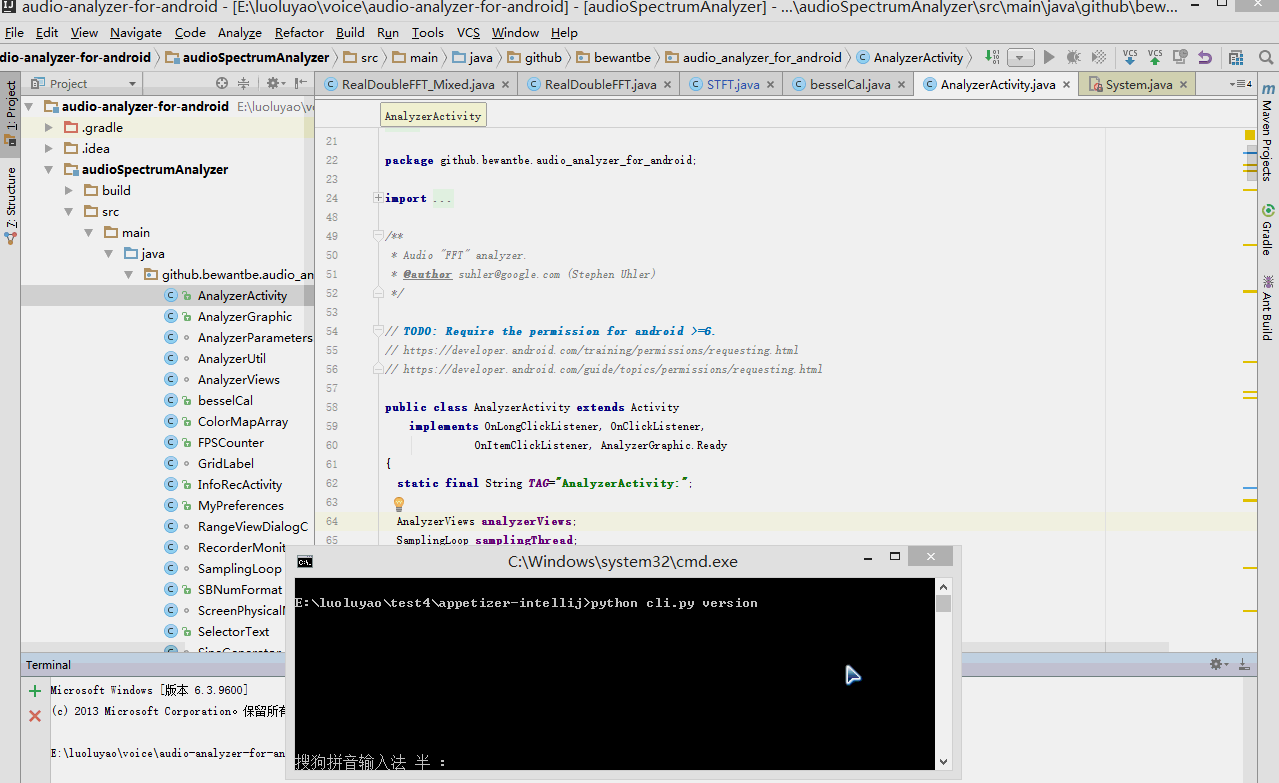 audio-analyzer-for-android - [E:\luoluyao\voice\audio-analyzer-for-android] - [audioSpectrumAnalyzer] - ...\audioSpectrumAnalyzer\src\main\java\github\bew...
File Edit View Navigate Code Analyze Refactor Build Run Tools VCS Window Help
dio-analyzer-for-android audioSpectrumAnalyzer src main java github bewantbe audio_analyzer_for_android AnalyzerActivity VCS VCS
Project RealDoubleFFT_Mixed.java RealDoubleFFT.java STFT.java besselCal.java AnalyzerActivity.java System.java 4
1: Project
Z: Structure
audio-analyzer-for-android E:\luoluyao\v
.gradle
.idea
audioSpectrumAnalyzer
build
src
main
java
github.bewantbe.audio_an
AnalyzerActivity
AnalyzerGraphic
AnalyzerParameters
AnalyzerUtil
AnalyzerViews
besselCal
ColorMapArray
FPSCounter
GridLabel
InfoRecActivity
MyPreferences
RangeViewDialogC
RecorderMonit
SamplingLoop
SBNumFormat
ScreenPhysical
SelectorText
SineGenerator
AnalyzerActivity
21
22 package github.bewantbe.audio_analyzer_for_android;
23
24 import ...
48
49 /**
50 * Audio "FFT" analyzer.
51 * @author suhler@google.com (Stephen Uhler)
52 */
53
54 // TODO: Require the permission for android >=6.
55 // https://developer.android.com/training/permissions/requesting.html
56 // https://developer.android.com/guide/topics/permissions/requesting.html
57
58 public class AnalyzerActivity extends Activity
59 implements OnLongClickListener, OnClickListener,
60 OnItemClickListener, AnalyzerGraphic.Ready
61 {
62 static final String TAG="AnalyzerActivity:";
63
64 AnalyzerViews analyzerViews;
65 SamplingLoop samplingThread;
Maven Projects
Gradle
Ant Build
C:\Windows\system32\cmd.exe
E:\luoluyao\test4\appetizer-intellij>python cli.py version
搜狗拼音输入法 半 :
Terminal
Microsoft Windows [版本 6.3.9600]
(c) 2013 Microsoft Corporation。保留所有
E:\luoluyao\voice\audio-analyzer-for-an